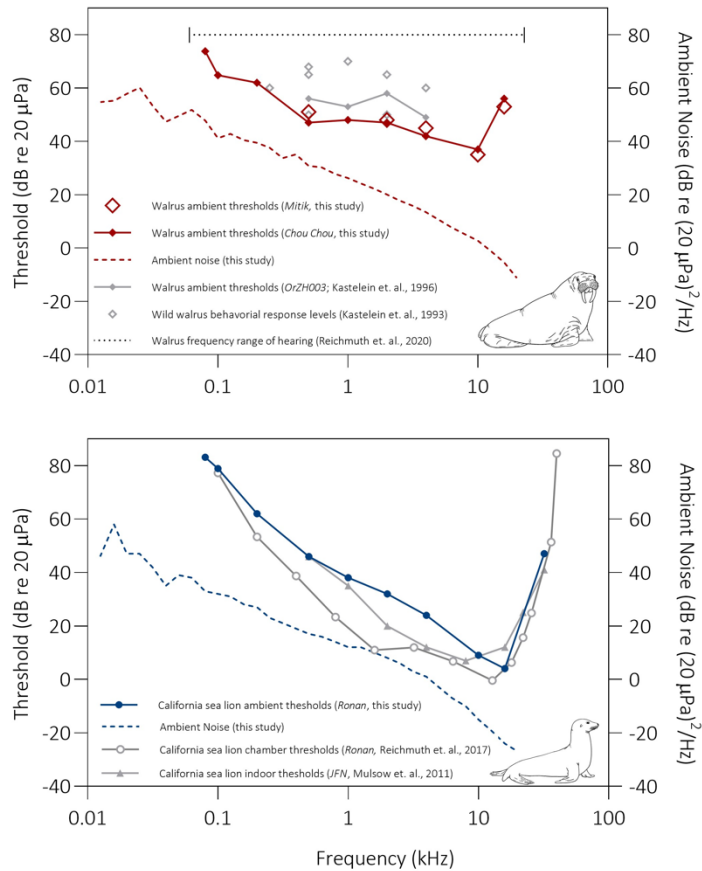 80
60
40
20
0
-20
-40
Threshold (dB re 20 µPa)
80
60
40
20
0
-20
-40
Ambient Noise (dB re (20 µPa)²/Hz)
Walrus ambient thresholds (Mitik, this study)
Walrus ambient thresholds (Chou Chou, this study)
Ambient noise (this study)
Walrus ambient thresholds (OrZH003; Kastelein et. al., 1996)
Wild walrus behavorial response levels (Kastelein et. al., 1993)
Walrus frequency range of hearing (Reichmuth et. al., 2020)
0.01 0.1 1 10 100
80
60
40
20
0
-20
-40
Threshold (dB re 20 µPa)
80
60
40
20
0
-20
-40
Ambient Noise (dB re (20 µPa)²/Hz)
California sea lion ambient thesholds (Ronan, this study)
Ambient Noise (this study)
California sea lion chamber thresholds (Ronan, Reichmuth et. al., 2017)
California sea lion indoor thesholds (JFN, Mulsow et. al., 2011)
0.01 0.1 1 10 100
Frequency (kHz)